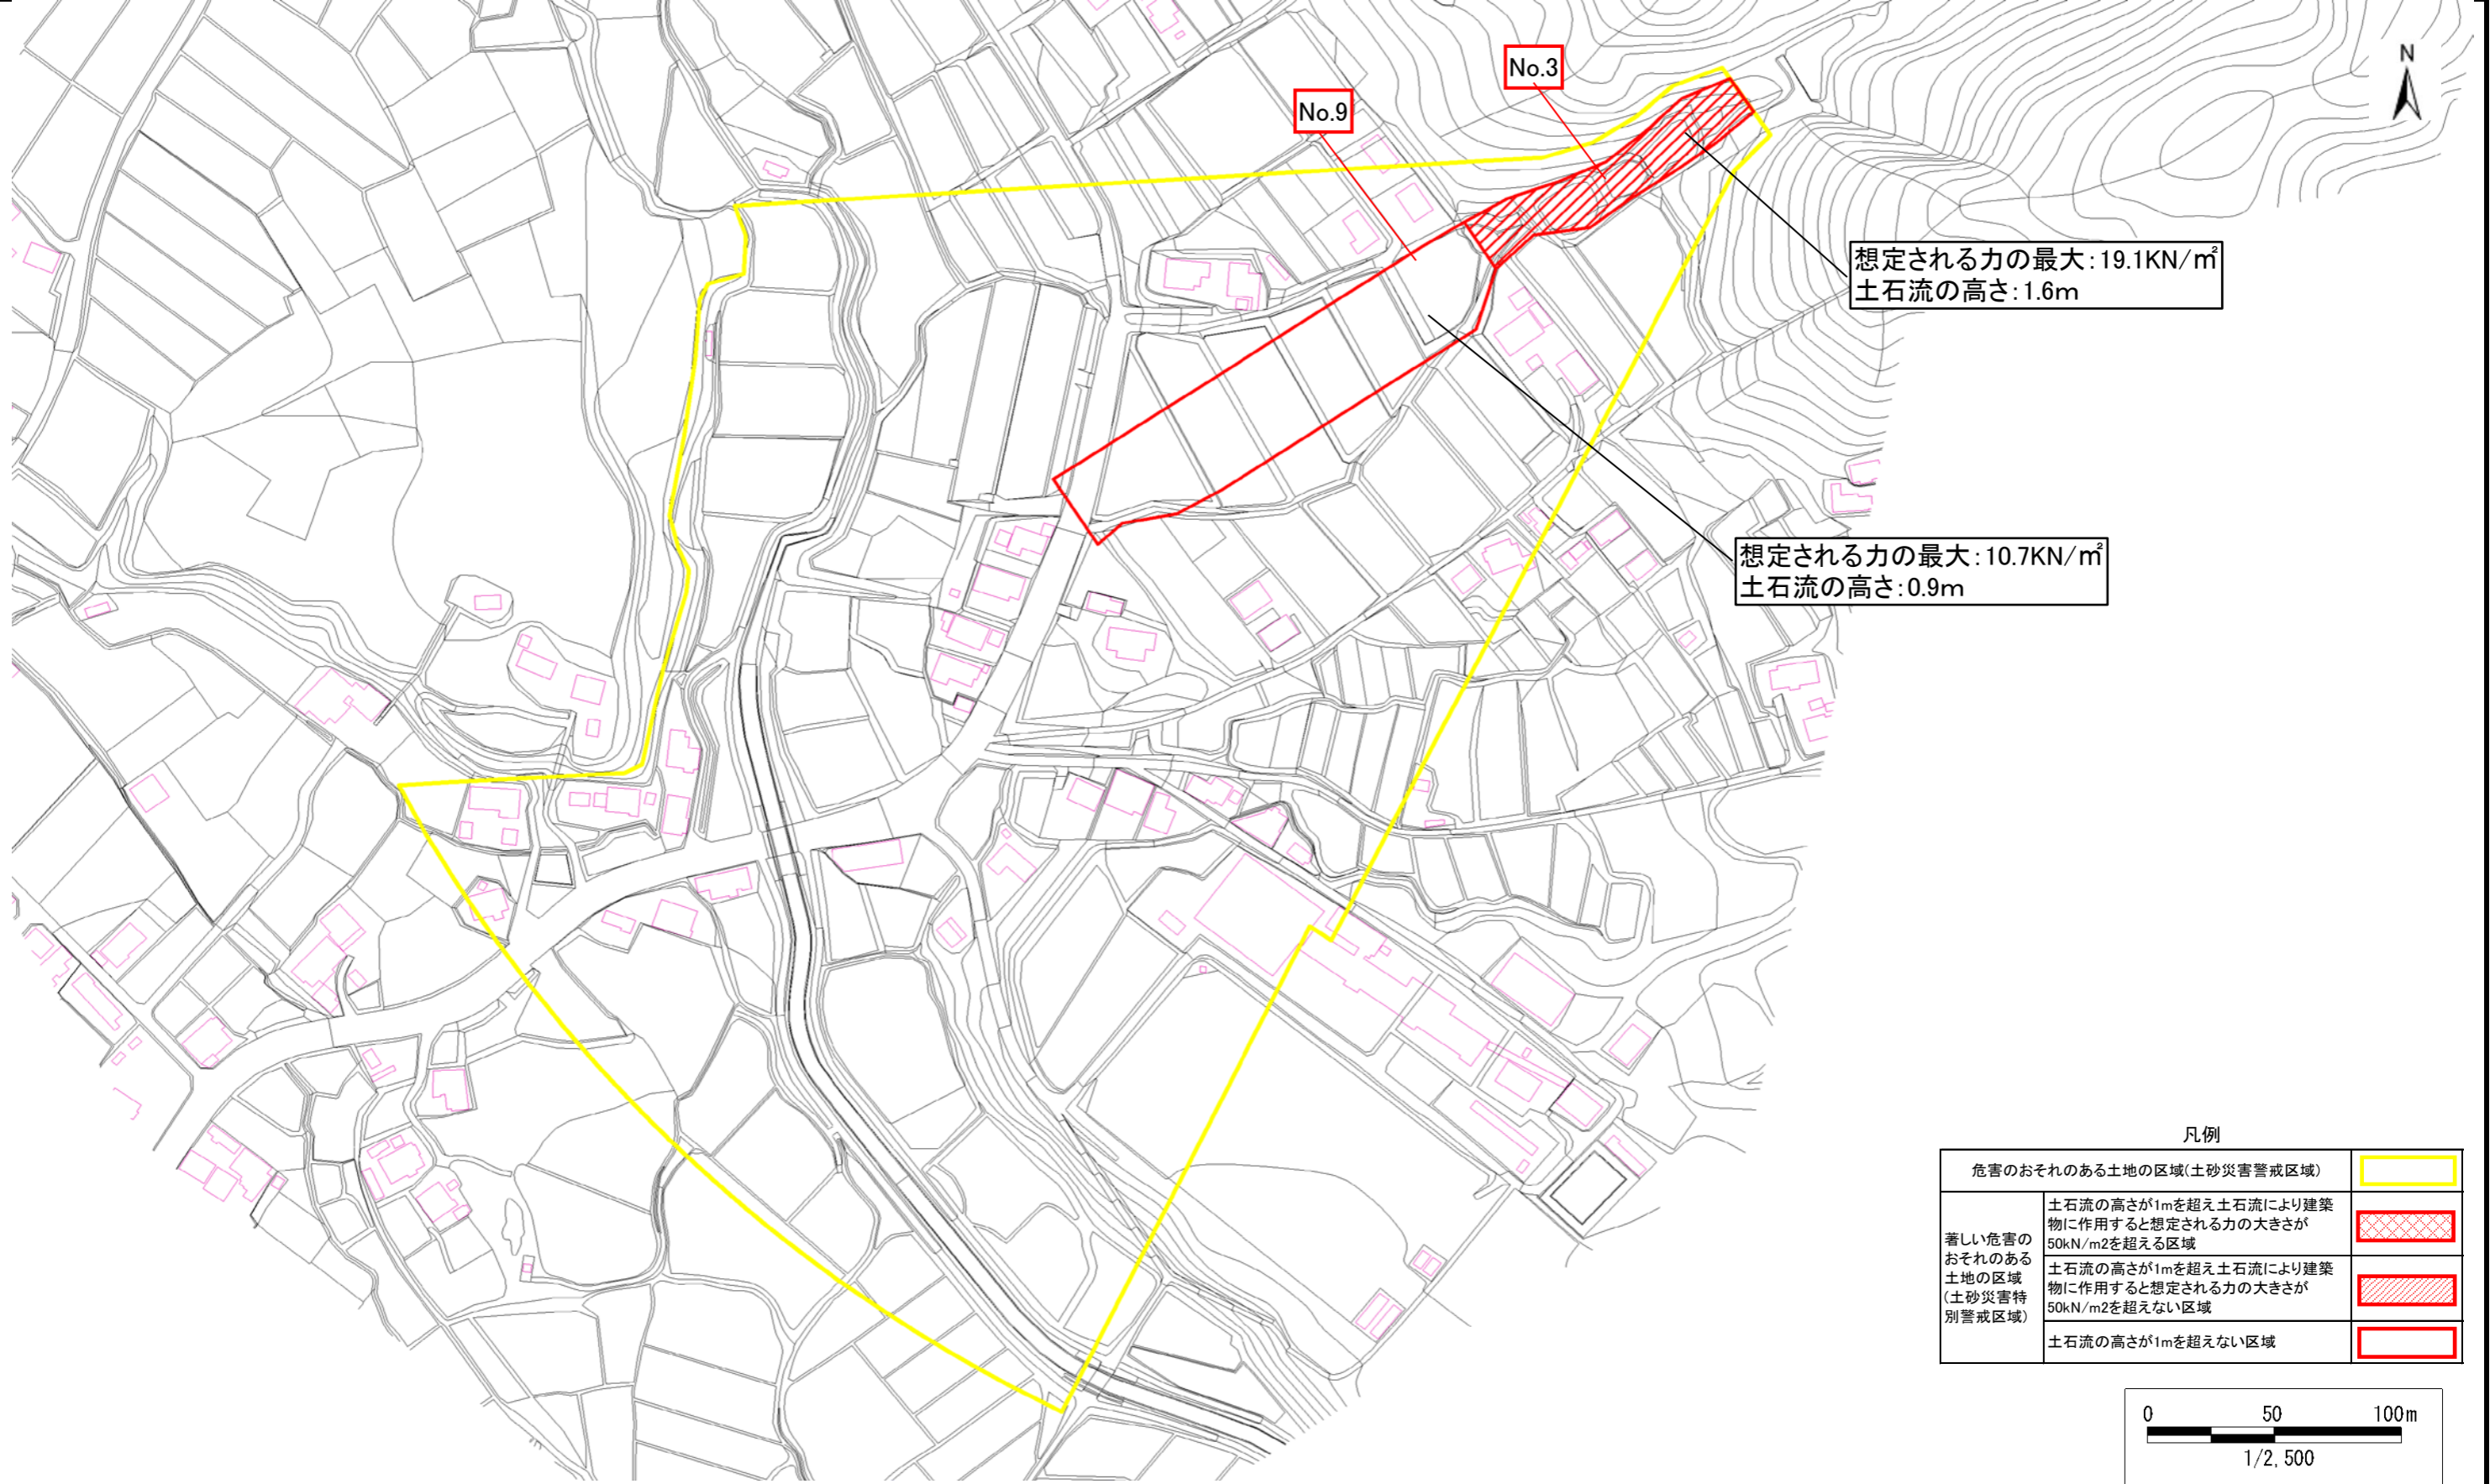 N
No.3
No.9
想定される力の最大:19.1KN/㎡
土石流の高さ:1.6m
想定される力の最大:10.7KN/㎡
土石流の高さ:0.9m
凡例
危害のおそれのある土地の区域(土砂災害警戒区域)
著しい危害の
おそれのある
土地の区域
(土砂災害特
別警戒区域)
土石流の高さが1mを超え土石流により建築
物に作用すると想定される力の大きさが
50kN/m2を超える区域
土石流の高さが1mを超え土石流により建築
物に作用すると想定される力の大きさが
50kN/m2を超えない区域
土石流の高さが1mを超えない区域
0 50 100m
1/2,500